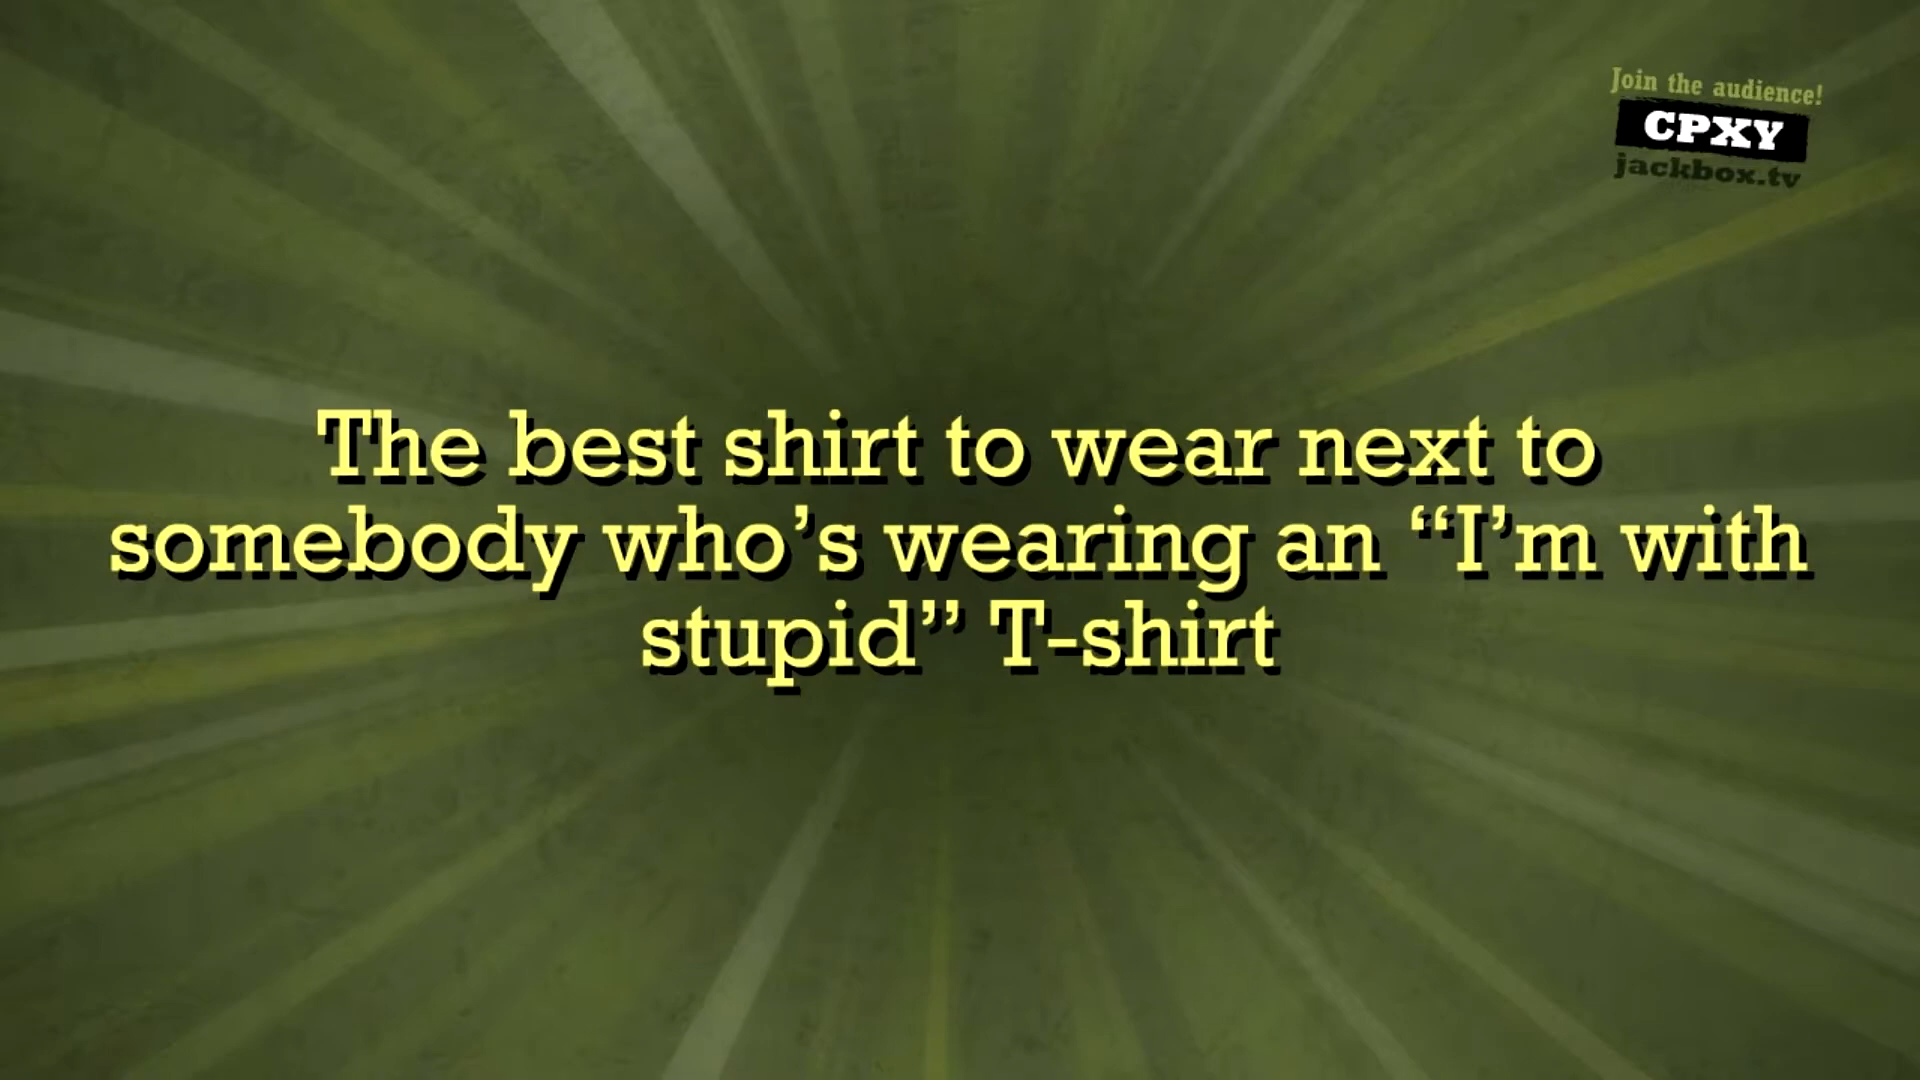 Join the audience!
CPXY
jackbox.tv
The best shirt to wear next to
somebody who’s wearing an “I’m with
stupid” T-shirt